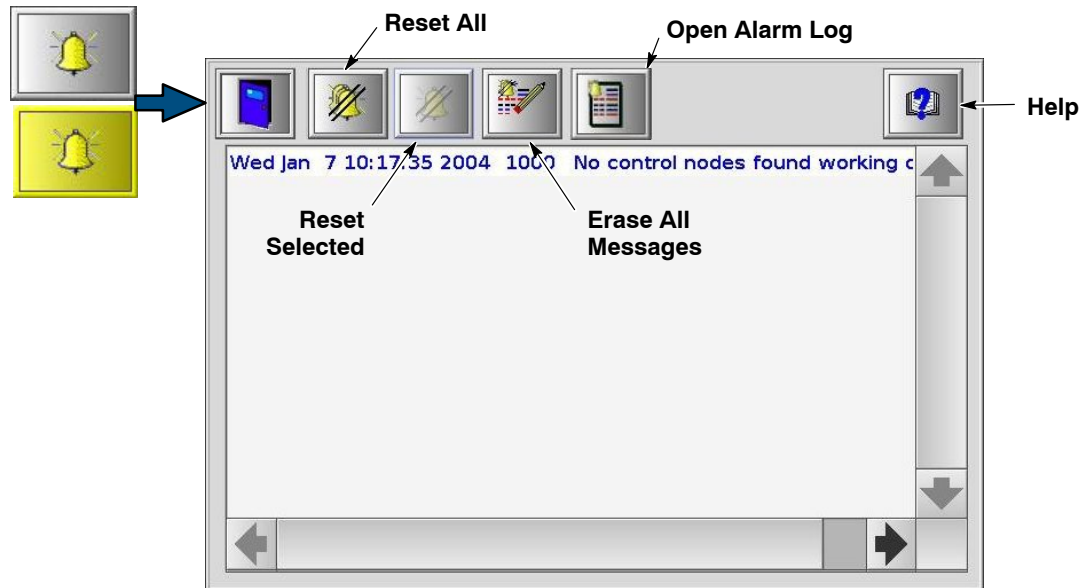 Reset All
Open Alarm Log
Help
Wed Jan 7 10:17:35 2004 1000 No control nodes found working
Reset
Selected
Erase All
Messages